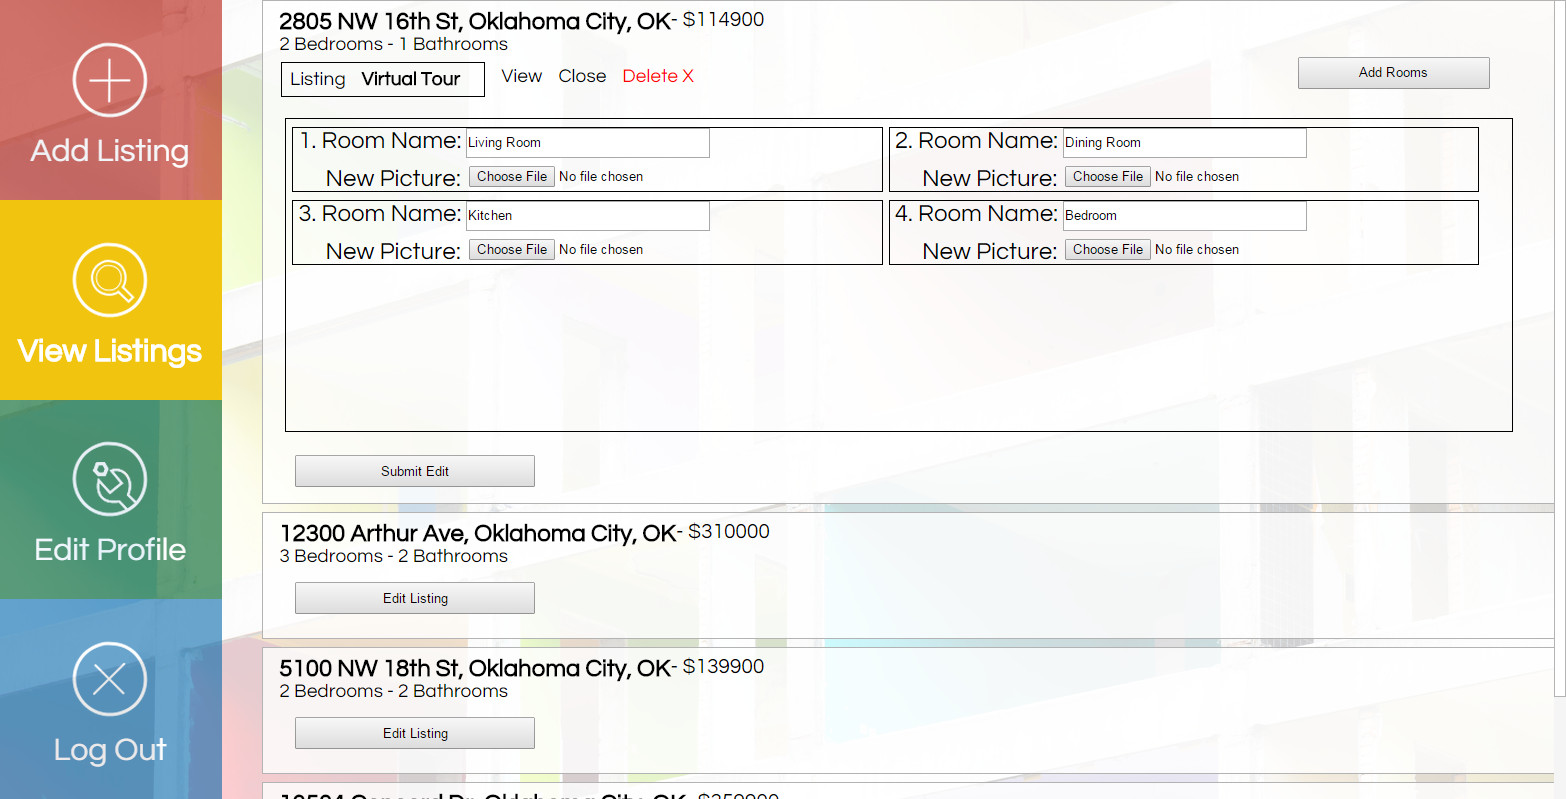 Add Listing
View Listings
Edit Profile
Log Out
2805 NW 16th St, Oklahoma City, OK- $114900
2 Bedrooms - 1 Bathrooms
Listing Virtual Tour View Close Delete X
Add Rooms
1. Room Name: Living Room
New Picture: Choose File No file chosen
2. Room Name: Dining Room
New Picture: Choose File No file chosen
3. Room Name: Kitchen
New Picture: Choose File No file chosen
4. Room Name: Bedroom
New Picture: Choose File No file chosen
Submit Edit
12300 Arthur Ave, Oklahoma City, OK- $310000
3 Bedrooms - 2 Bathrooms
Edit Listing
5100 NW 18th St, Oklahoma City, OK- $139900
2 Bedrooms - 2 Bathrooms
Edit Listing
Concord Dr, Oklahoma City, OK-